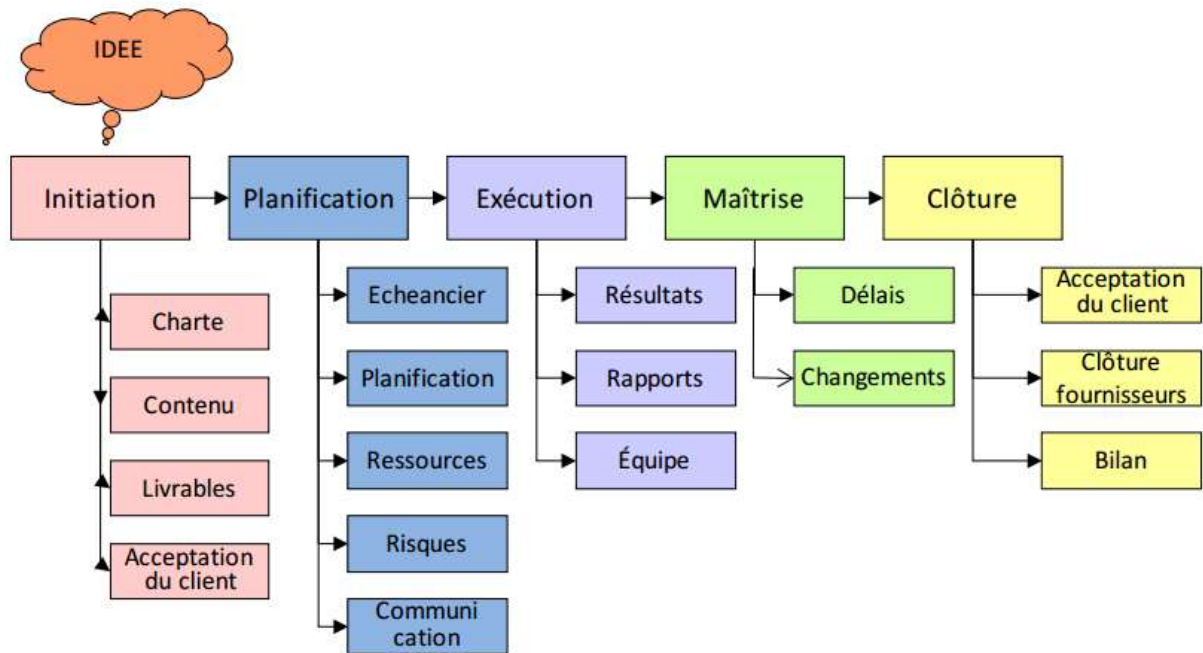 IDEE
Initiation
Planification
Exécution
Maîtrise
Clôture
Charte
Contenu
Livrables
Acceptation
du client
Echeancier
Planification
Ressources
Risques
Communi
cation
Résultats
Rapports
Équipe
Délais
Changements
Acceptation
du client
Clôture
fournisseurs
Bilan